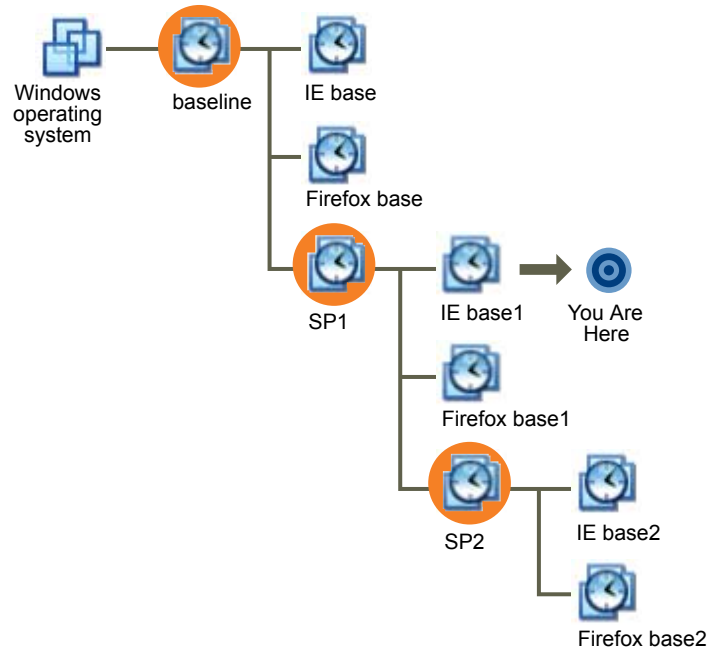 Windows
operating
system
baseline
IE base
Firefox base
SP1
IE base1
You Are
Here
Firefox base1
SP2
IE base2
Firefox base2